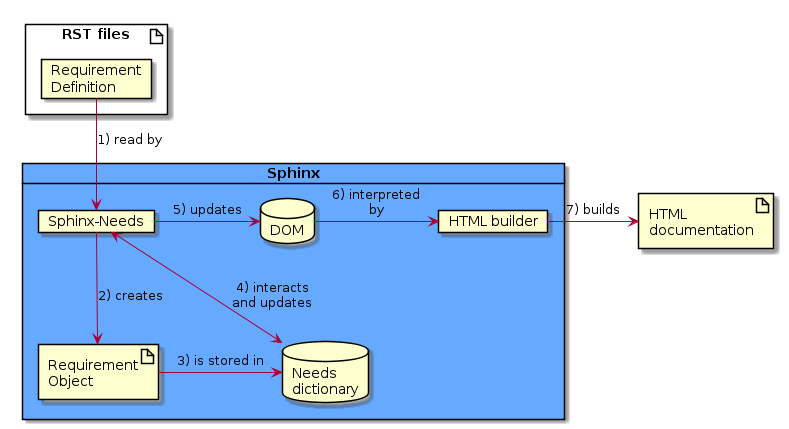 RST files
Requirement
Definition
1) read by
Sphinx
Sphinx-Needs
5) updates
DOM
6) interpreted
by
HTML builder
7) builds
HTML
documentation
2) creates
4) interacts
and updates
Requirement
Object
3) is stored in
Needs
dictionary